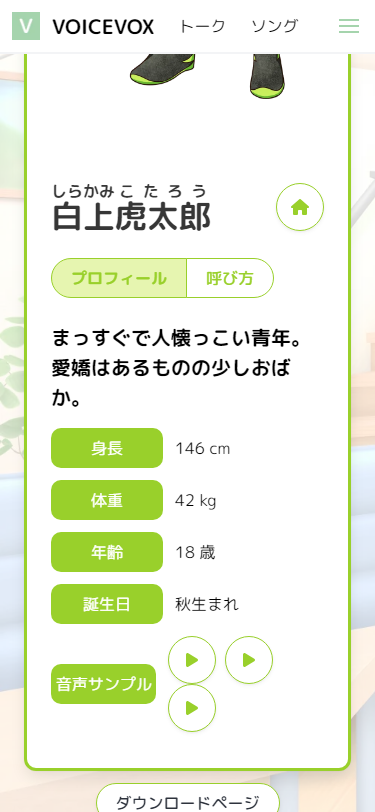 V VOICEVOX トーク ソング
しらかみ こたろう
白上虎太郎
プロフィール 呼び方
まっすぐで人懐っこい青年。
愛嬌はあるものの少しおば
か。
身長 146 cm
体重 42 kg
年齢 18 歳
誕生日 秋生まれ
音声サンプル
ダウンロードページ